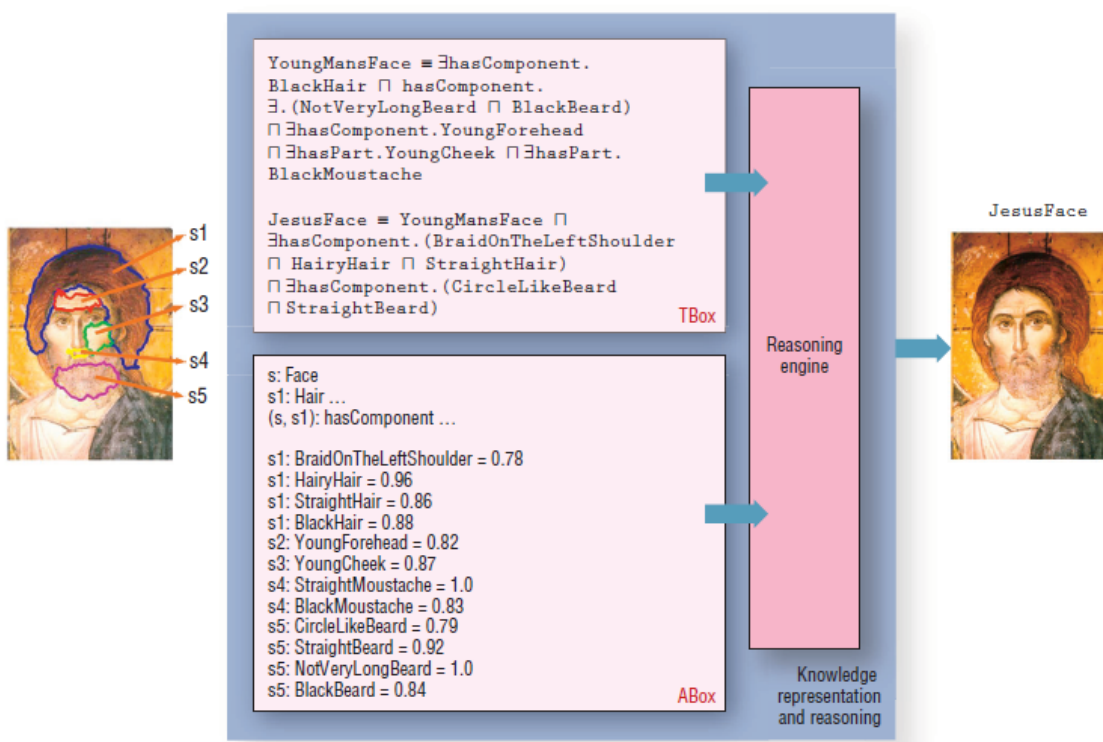 YoungMansFace ≡ ∃hasComponent.
BlackHair ⊓ hasComponent.
∃.(NotVeryLongBeard ⊓ BlackBeard)
⊓ ∃hasComponent.YoungForehead
⊓ ∃hasPart.YoungCheek ⊓ ∃hasPart.
BlackMoustache
JesusFace ≡ YoungMansFace ⊓
∃hasComponent.(BraidOnTheLeftShoulder
⊓ HairyHair ⊓ StraightHair)
⊓ ∃hasComponent.(CircleLikeBeard
⊓ StraightBeard)
TBox
s1
s2
s3
s4
s5
s: Face
s1: Hair ...
(s, s1): hasComponent ...
s1: BraidOnTheLeftShoulder = 0.78
s1: HairyHair = 0.96
s1: StraightHair = 0.86
s1: BlackHair = 0.88
s2: YoungForehead = 0.82
s3: YoungCheek = 0.87
s4: StraightMoustache = 1.0
s4: BlackMoustache = 0.83
s5: CircleLikeBeard = 0.79
s5: StraightBeard = 0.92
s5: NotVeryLongBeard = 1.0
s5: BlackBeard = 0.84
ABox
Reasoning
engine
Knowledge
representation
and reasoning
JesusFace